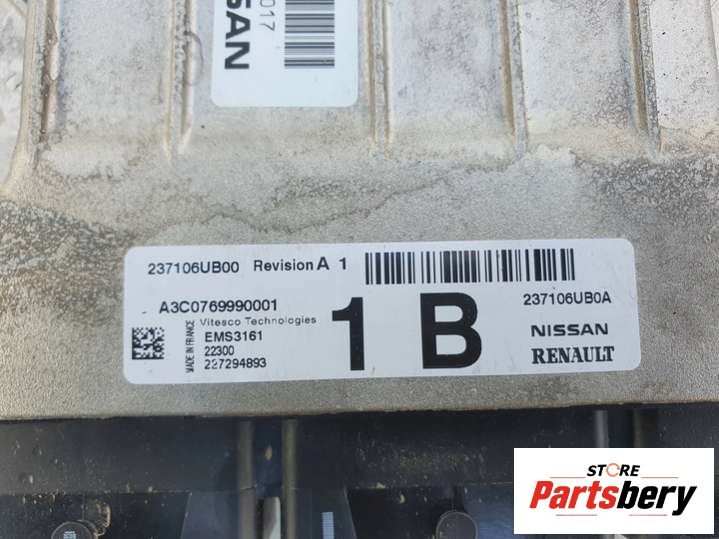 017
SAN
237106UB00 Revision A 1
A3C0769990001
237106UB0A
Vitesco Technologies
MADE IN FRANCE
EMS3161
22300
227294893
1 B
NISSAN
RENAULT
STORE
Partsbery